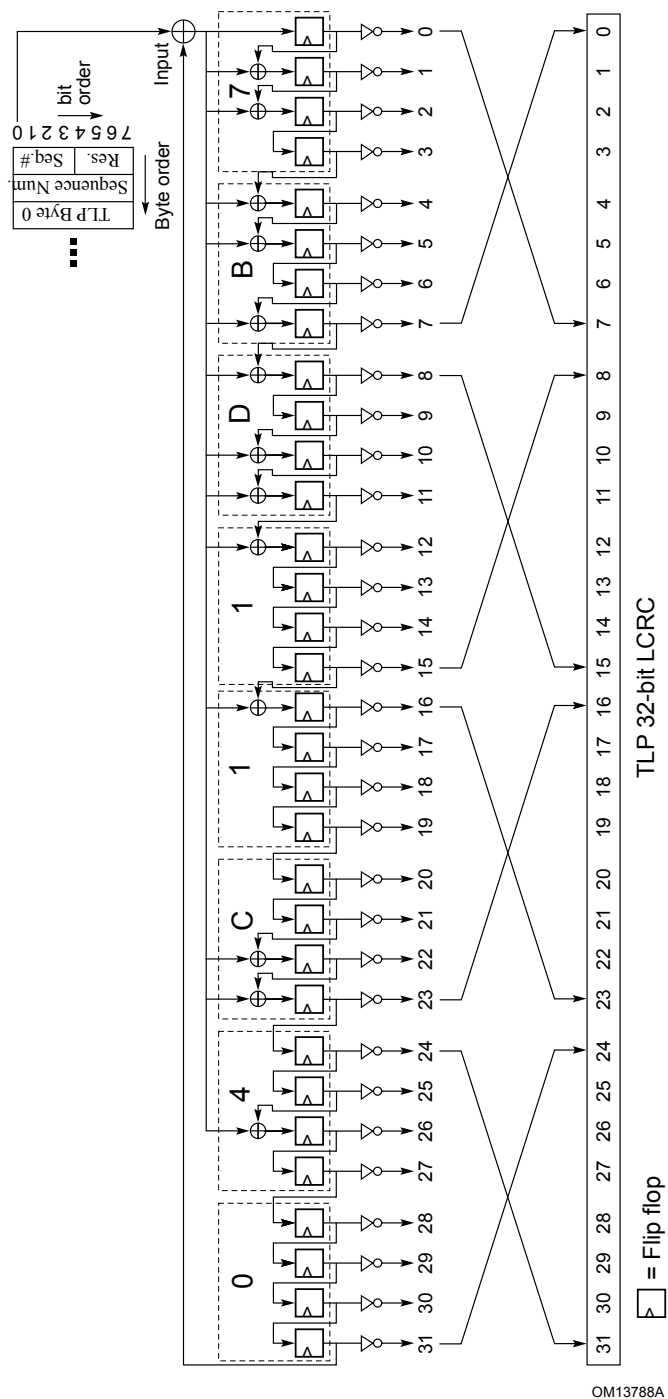 0 1 2 3 4 5 6 7
bit
order
Res. Seq.#
Sequence Num.
TLP Byte 0
Byte order
Input
0 4 C 1 1 D B 7
31 30 29 28 27 26 25 24 23 22 21 20 19 18 17 16 15 14 13 12 11 10 9 8 7 6 5 4 3 2 1 0
31 30 29 28 27 26 25 24 23 22 21 20 19 18 17 16 15 14 13 12 11 10 9 8 7 6 5 4 3 2 1 0
TLP 32-bit LCRC
= Flip flop
OM13788A